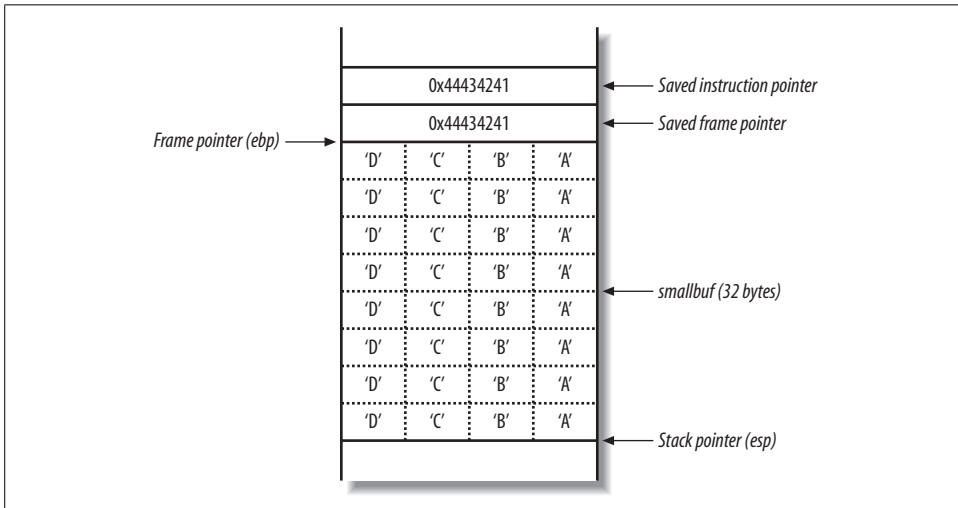 0x44434241
Saved instruction pointer
0x44434241
Saved frame pointer
Frame pointer (ebp)
‘D’ ‘C’ ‘B’ ‘A’
‘D’ ‘C’ ‘B’ ‘A’
‘D’ ‘C’ ‘B’ ‘A’
‘D’ ‘C’ ‘B’ ‘A’
smallbuf (32 bytes)
‘D’ ‘C’ ‘B’ ‘A’
‘D’ ‘C’ ‘B’ ‘A’
‘D’ ‘C’ ‘B’ ‘A’
‘D’ ‘C’ ‘B’ ‘A’
Stack pointer (esp)